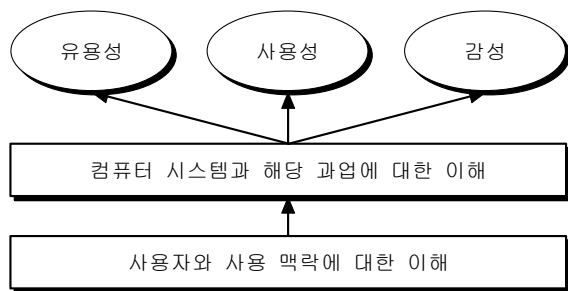 유용성
사용성
감성
컴퓨터 시스템과 해당 과업에 대한 이해
사용자와 사용 맥락에 대한 이해